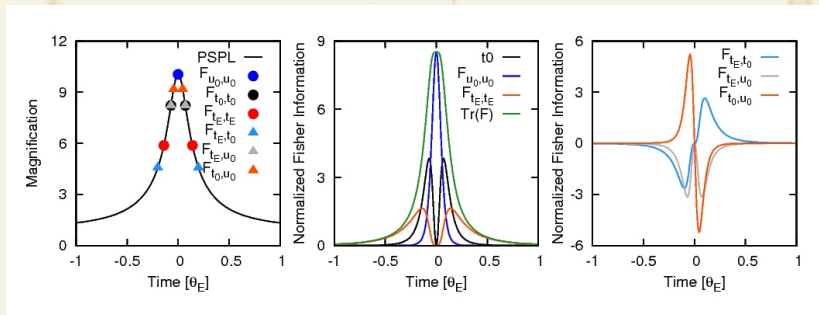 Magnification
12
9
6
3
0
-1 -0.5 0 0.5 1
Time [θE]
PSPL
Fu0,u0
Ft0,t0
FtE,tE
FtE,t0
FtE,u0
Ft0,u0
Normalized Fisher Information
9
6
3
0
-1 -0.5 0 0.5 1
Time [θE]
t0
Fu0,u0
FtE,tE
Tr(F)
Normalized Fisher Information
6
3
0
-3
-6
-1 -0.5 0 0.5 1
Time [θE]
FtE,t0
FtE,u0
Ft0,u0